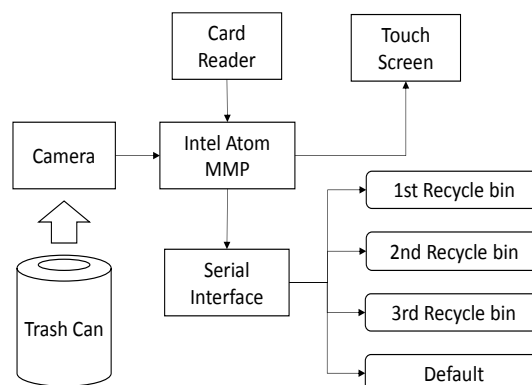 Card
Reader
Touch
Screen
Camera
Intel Atom
MMP
1st Recycle bin
2nd Recycle bin
Serial
Interface
3rd Recycle bin
Trash Can
Default